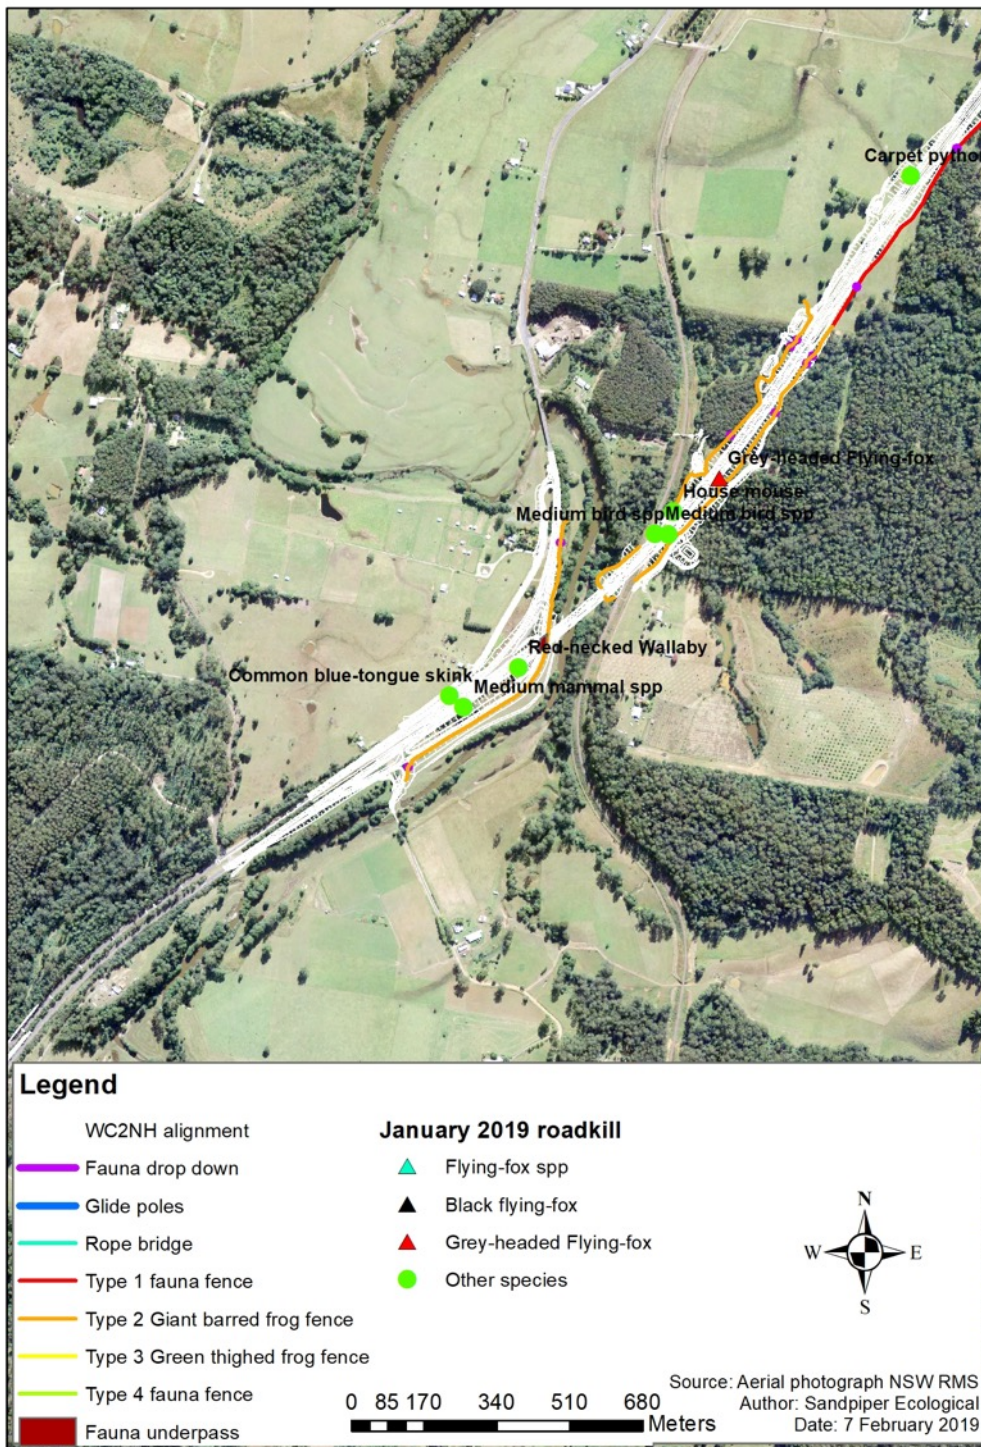 Carpet pytho
Grey-headed Flying-fox
House mouse
Medium bird spp
Medium bird spp
Red-necked Wallaby
Common blue-tongue skink
Medium mammal spp
Legend
WC2NH alignment
Fauna drop down
Glide poles
Rope bridge
Type 1 fauna fence
Type 2 Giant barred frog fence
Type 3 Green thighed frog fence
Type 4 fauna fence
Fauna underpass
January 2019 roadkill
Flying-fox spp
Black flying-fox
Grey-headed Flying-fox
Other species
N
W E
S
0 85 170 340 510 680
Meters
Source: Aerial photograph NSW RMS
Author: Sandpiper Ecological
Date: 7 February 2019